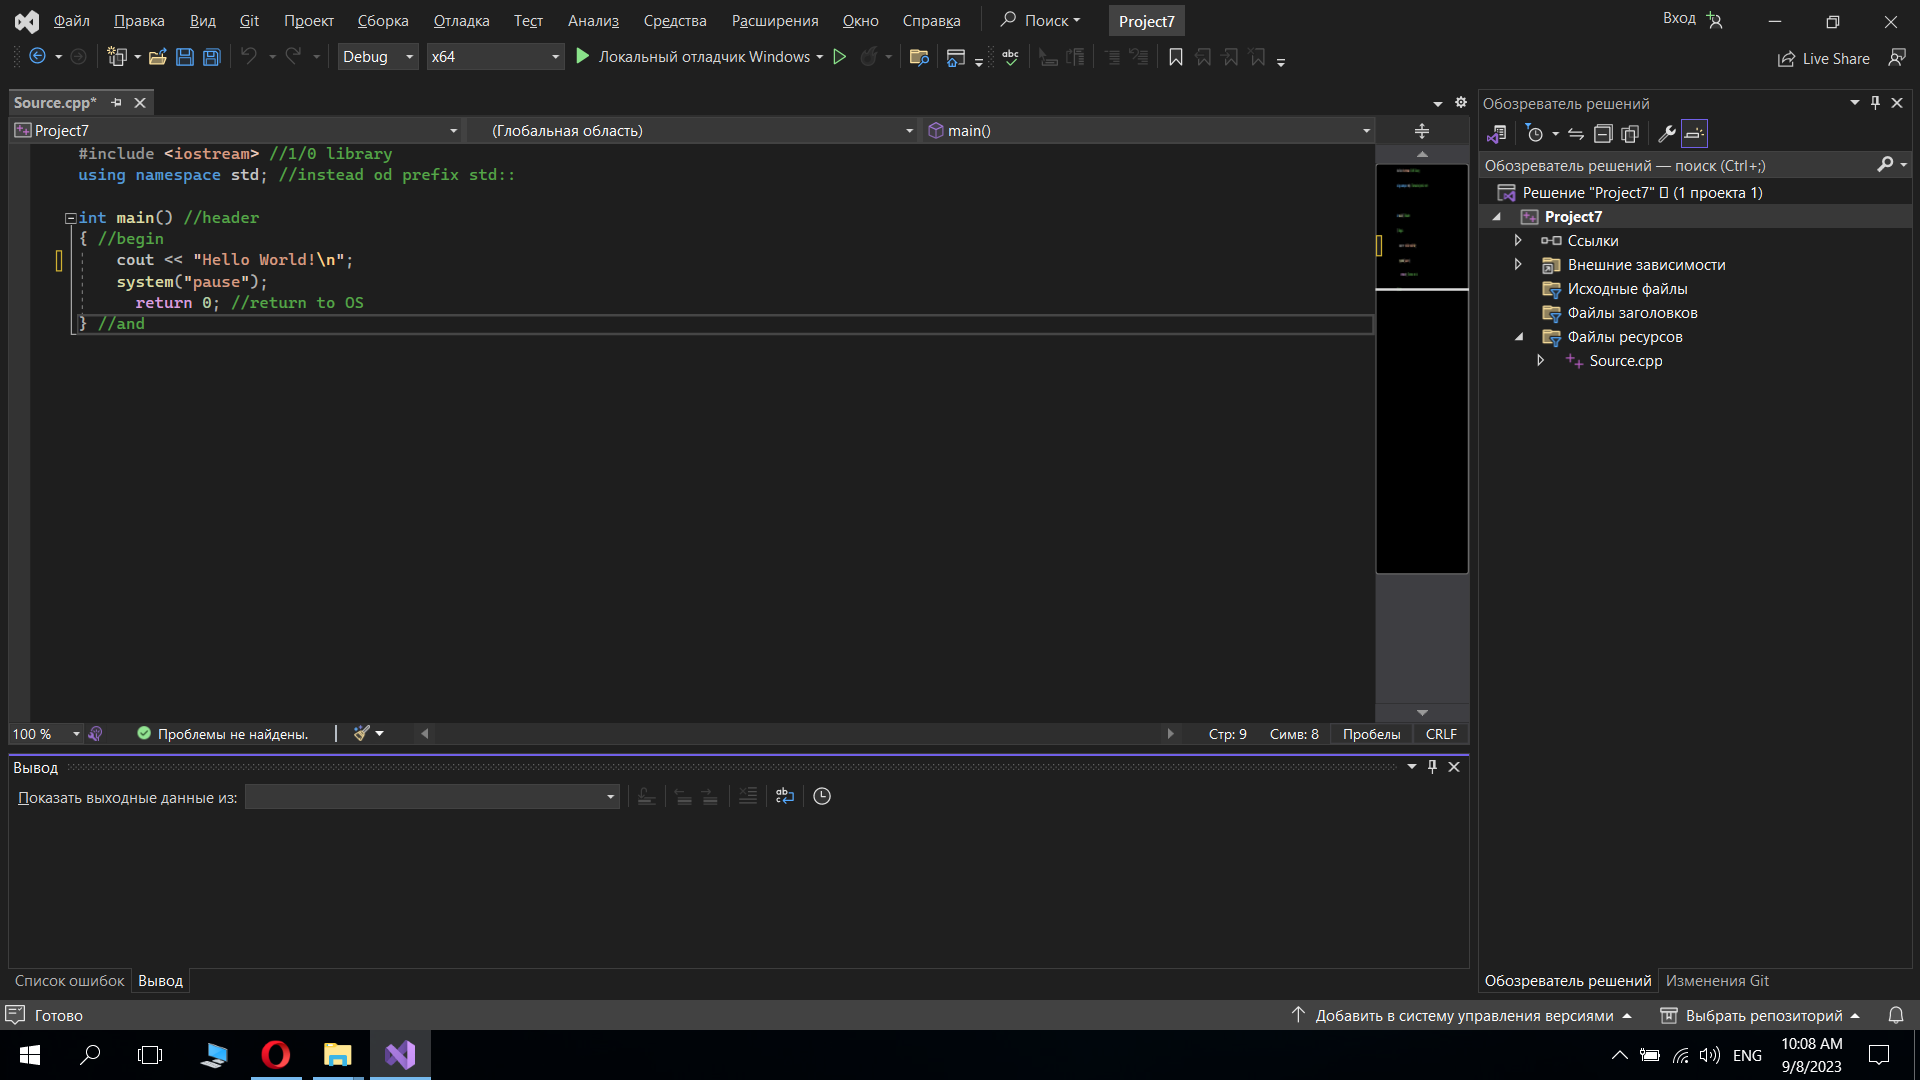 Файл Правка Вид Git Проект Сборка Отладка Тест Анализ Средства Расширения Окно Справка Поиск Project7 Вход
Debug x64 Локальный отладчик Windows Live Share
Source.cpp*
Project7 (Глобальная область) main()
#include <iostream> //1/0 library
using namespace std; //instead od prefix std::
int main() //header
{ //begin
cout << "Hello World!\n";
system("pause");
return 0; //return to OS
} //and
100 % Проблемы не найдены. Стр: 9 Симв: 8 Пробелы CRLF
Вывод
Показать выходные данные из:
Список ошибок Вывод
Обозреватель решений
Обозреватель решений — поиск (Ctrl+;)
Решение "Project7" (1 проекта 1)
Project7
Ссылки
Внешние зависимости
Исходные файлы
Файлы заголовков
Файлы ресурсов
Source.cpp
Обозреватель решений Изменения Git
Готово Добавить в систему управления версиями Выбрать репозиторий
ENG 10:08 AM
9/8/2023